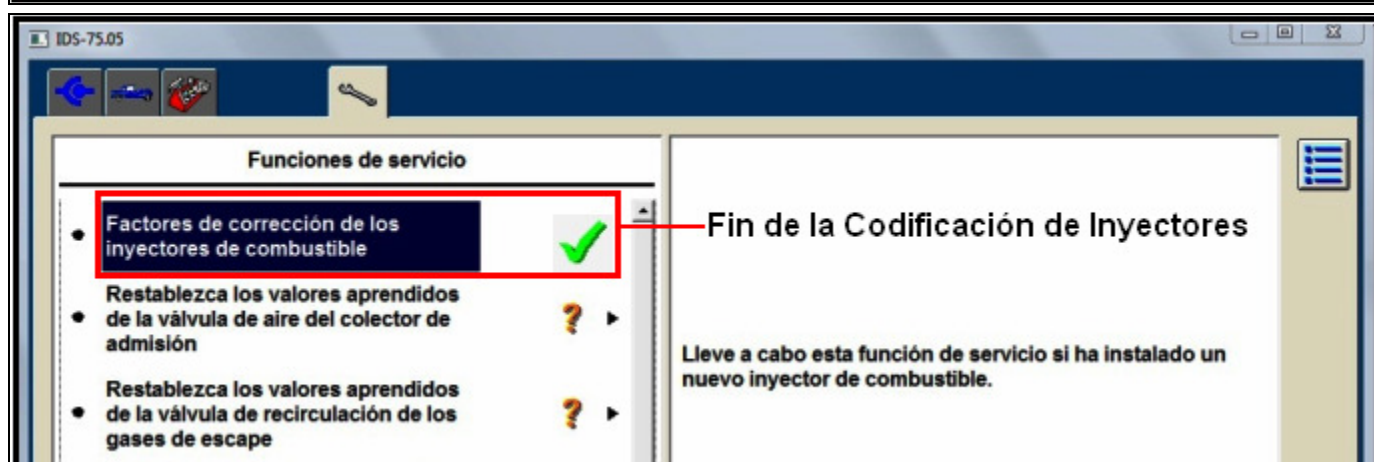 IDS-75.05
Funciones de servicio
Factores de corrección de los
inyectores de combustible
Restablezca los valores aprendidos
de la válvula de aire del colector de
admisión
Restablezca los valores aprendidos
de la válvula de recirculación de los
gases de escape
Fin de la Codificación de Inyectores
Lleve a cabo esta función de servicio si ha instalado un
nuevo inyector de combustible.